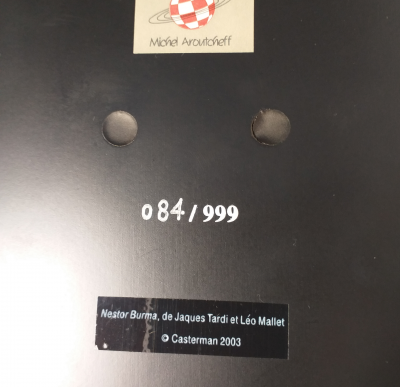 Michel Aroutcheff
084/999
Nestor Burma, de Jaques Tardi et Léo Mallet
© Casterman 2003